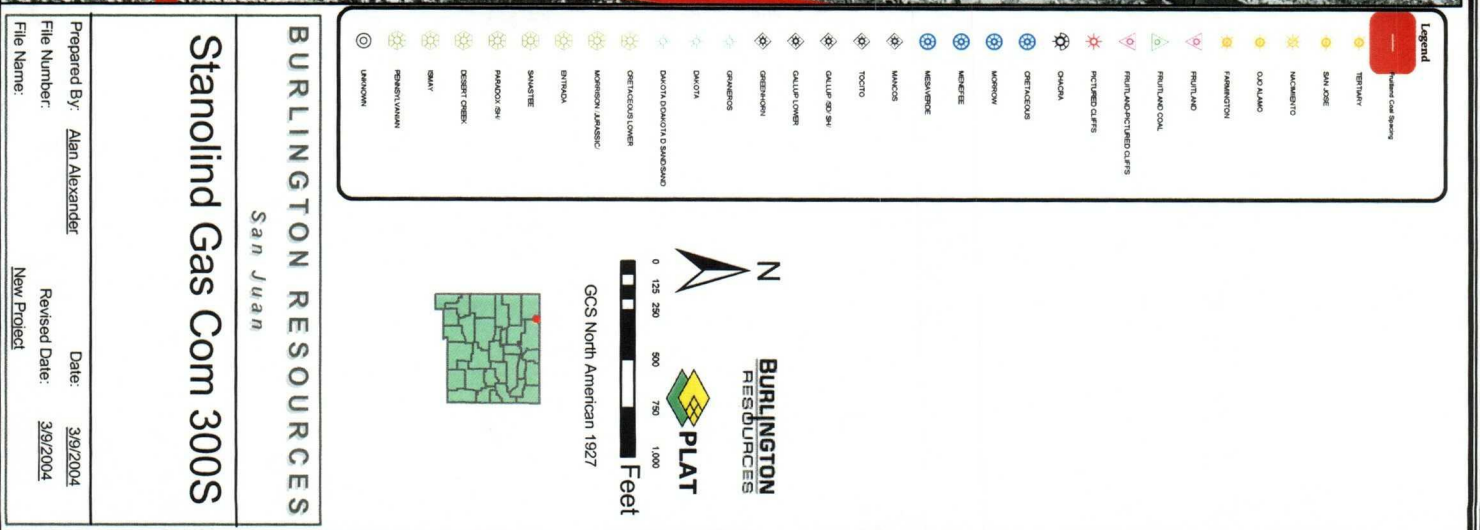 Legend
Fruitland Coal Spacing
TERTIARY
SAN JOSE
NACIMIENTO
OJO ALAMO
FARMINGTON
FRUITLAND
FRUITLAND COAL
FRUITLAND-PICTURED CLIFFS
PICTURED CLIFFS
CHACRA
CRETACEOUS
MORROW
MENEFEE
MESAVERDE
MANCOS
TOCITO
GALLUP /SD/ SH/
GALLUP LOWER
GREENHORN
GRANEROS
DAKOTA
DAKOTA D/DAKOTA D SAND/SAND
CRETACEOUS LOWER
MORRISON /JURASSIC/
ENTRADA
SANASTEE
PARADOX /SH/
DESERT CREEK
ISMAY
PENNSYLVANIAN
UNKNOWN
BURLINGTON
RESOURCES
PLAT
N
0 125 250 500 750 1,000
Feet
GCS North American 1927
BURLINGTON RESOURCES
San Juan
Stanolind Gas Com 300S
Prepared By: Alan Alexander Date: 3/9/2004
File Number: Revised Date: 3/9/2004
File Name: New Project